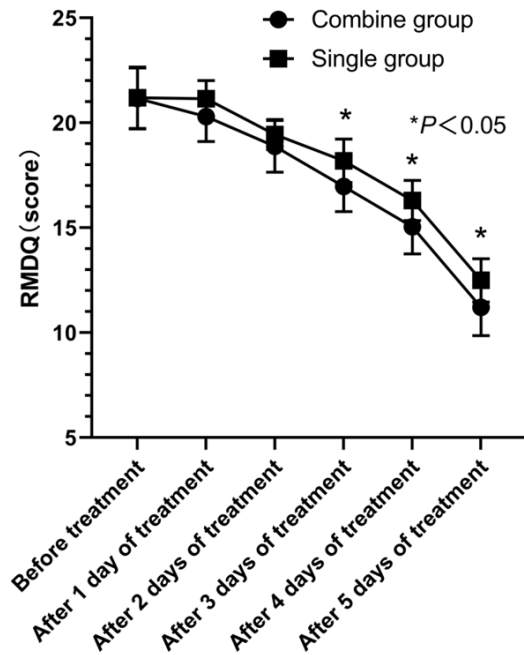 Combine group
Single group
*P＜0.05
*
*
*
RMDQ（score）
25
20
15
10
5
Before treatment
After 1 day of treatment
After 2 days of treatment
After 3 days of treatment
After 4 days of treatment
After 5 days of treatment